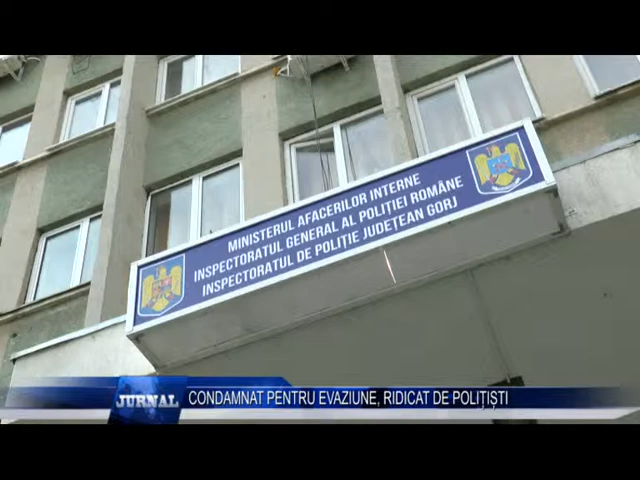 MINISTERUL AFACERILOR INTERNE
INSPECTORATUL GENERAL AL POLIȚIEI ROMÂNE
INSPECTORATUL DE POLIȚIE JUDEȚEAN GORJ
JURNAL
CONDAMNAT PENTRU EVAZIUNE, RIDICAT DE POLIȚIȘTI